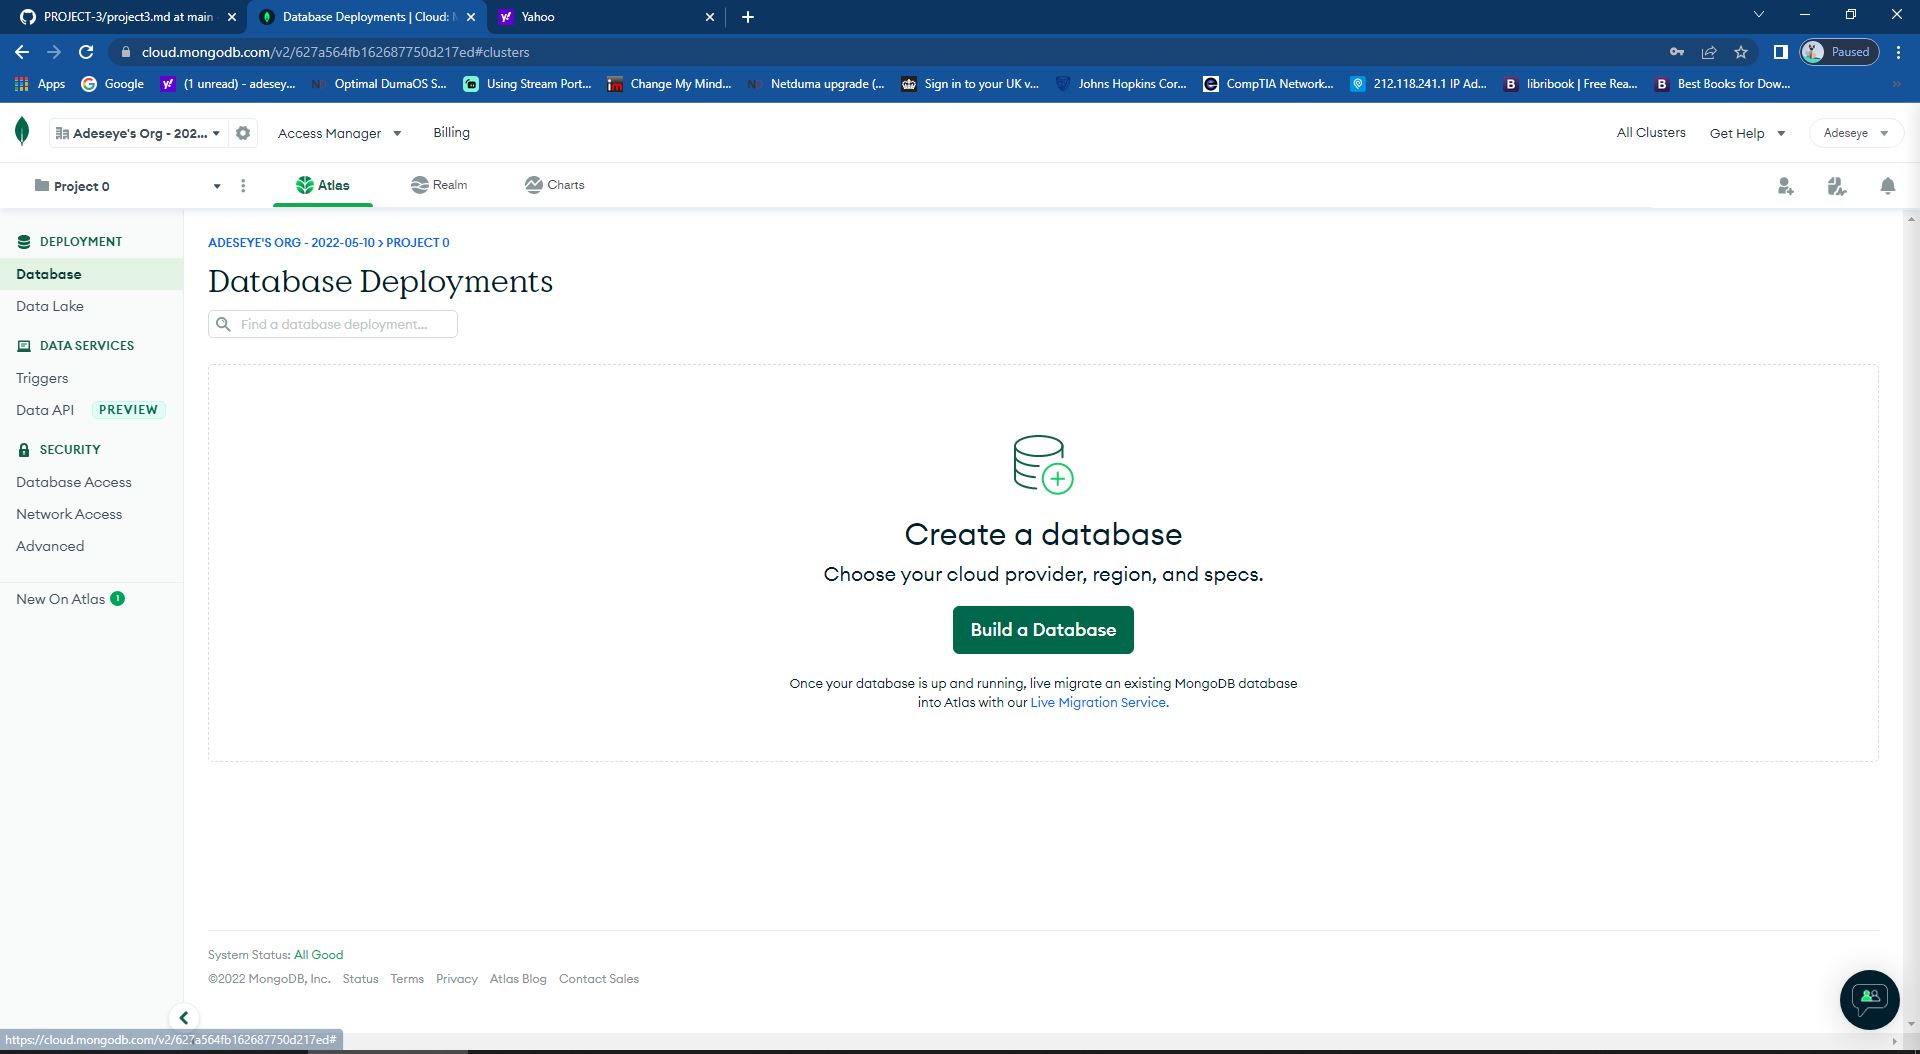 PROJECT-3/project3.md at main
Database Deployments | Cloud: M
Yahoo
cloud.mongodb.com/v2/627a564fb162687750d217ed#clusters
Paused
Apps
Google
(1 unread) - adesey...
Optimal DumaOS S...
Using Stream Port...
Change My Mind...
Netduma upgrade (...
Sign in to your UK v...
Johns Hopkins Cor...
CompTIA Network...
212.118.241.1 IP Ad...
libribook | Free Rea...
Best Books for Dow...
Adeseye's Org - 202...
Access Manager
Billing
All Clusters
Get Help
Adeseye
Project 0
Atlas
Realm
Charts
DEPLOYMENT
Database
Data Lake
DATA SERVICES
Triggers
Data API PREVIEW
SECURITY
Database Access
Network Access
Advanced
New On Atlas 1
ADESEYE'S ORG - 2022-05-10 > PROJECT 0
Database Deployments
Find a database deployment...
Create a database
Choose your cloud provider, region, and specs.
Build a Database
Once your database is up and running, live migrate an existing MongoDB database
into Atlas with our Live Migration Service.
System Status: All Good
©2022 MongoDB, Inc. Status Terms Privacy Atlas Blog Contact Sales
https://cloud.mongodb.com/v2/627a564fb162687750d217ed#